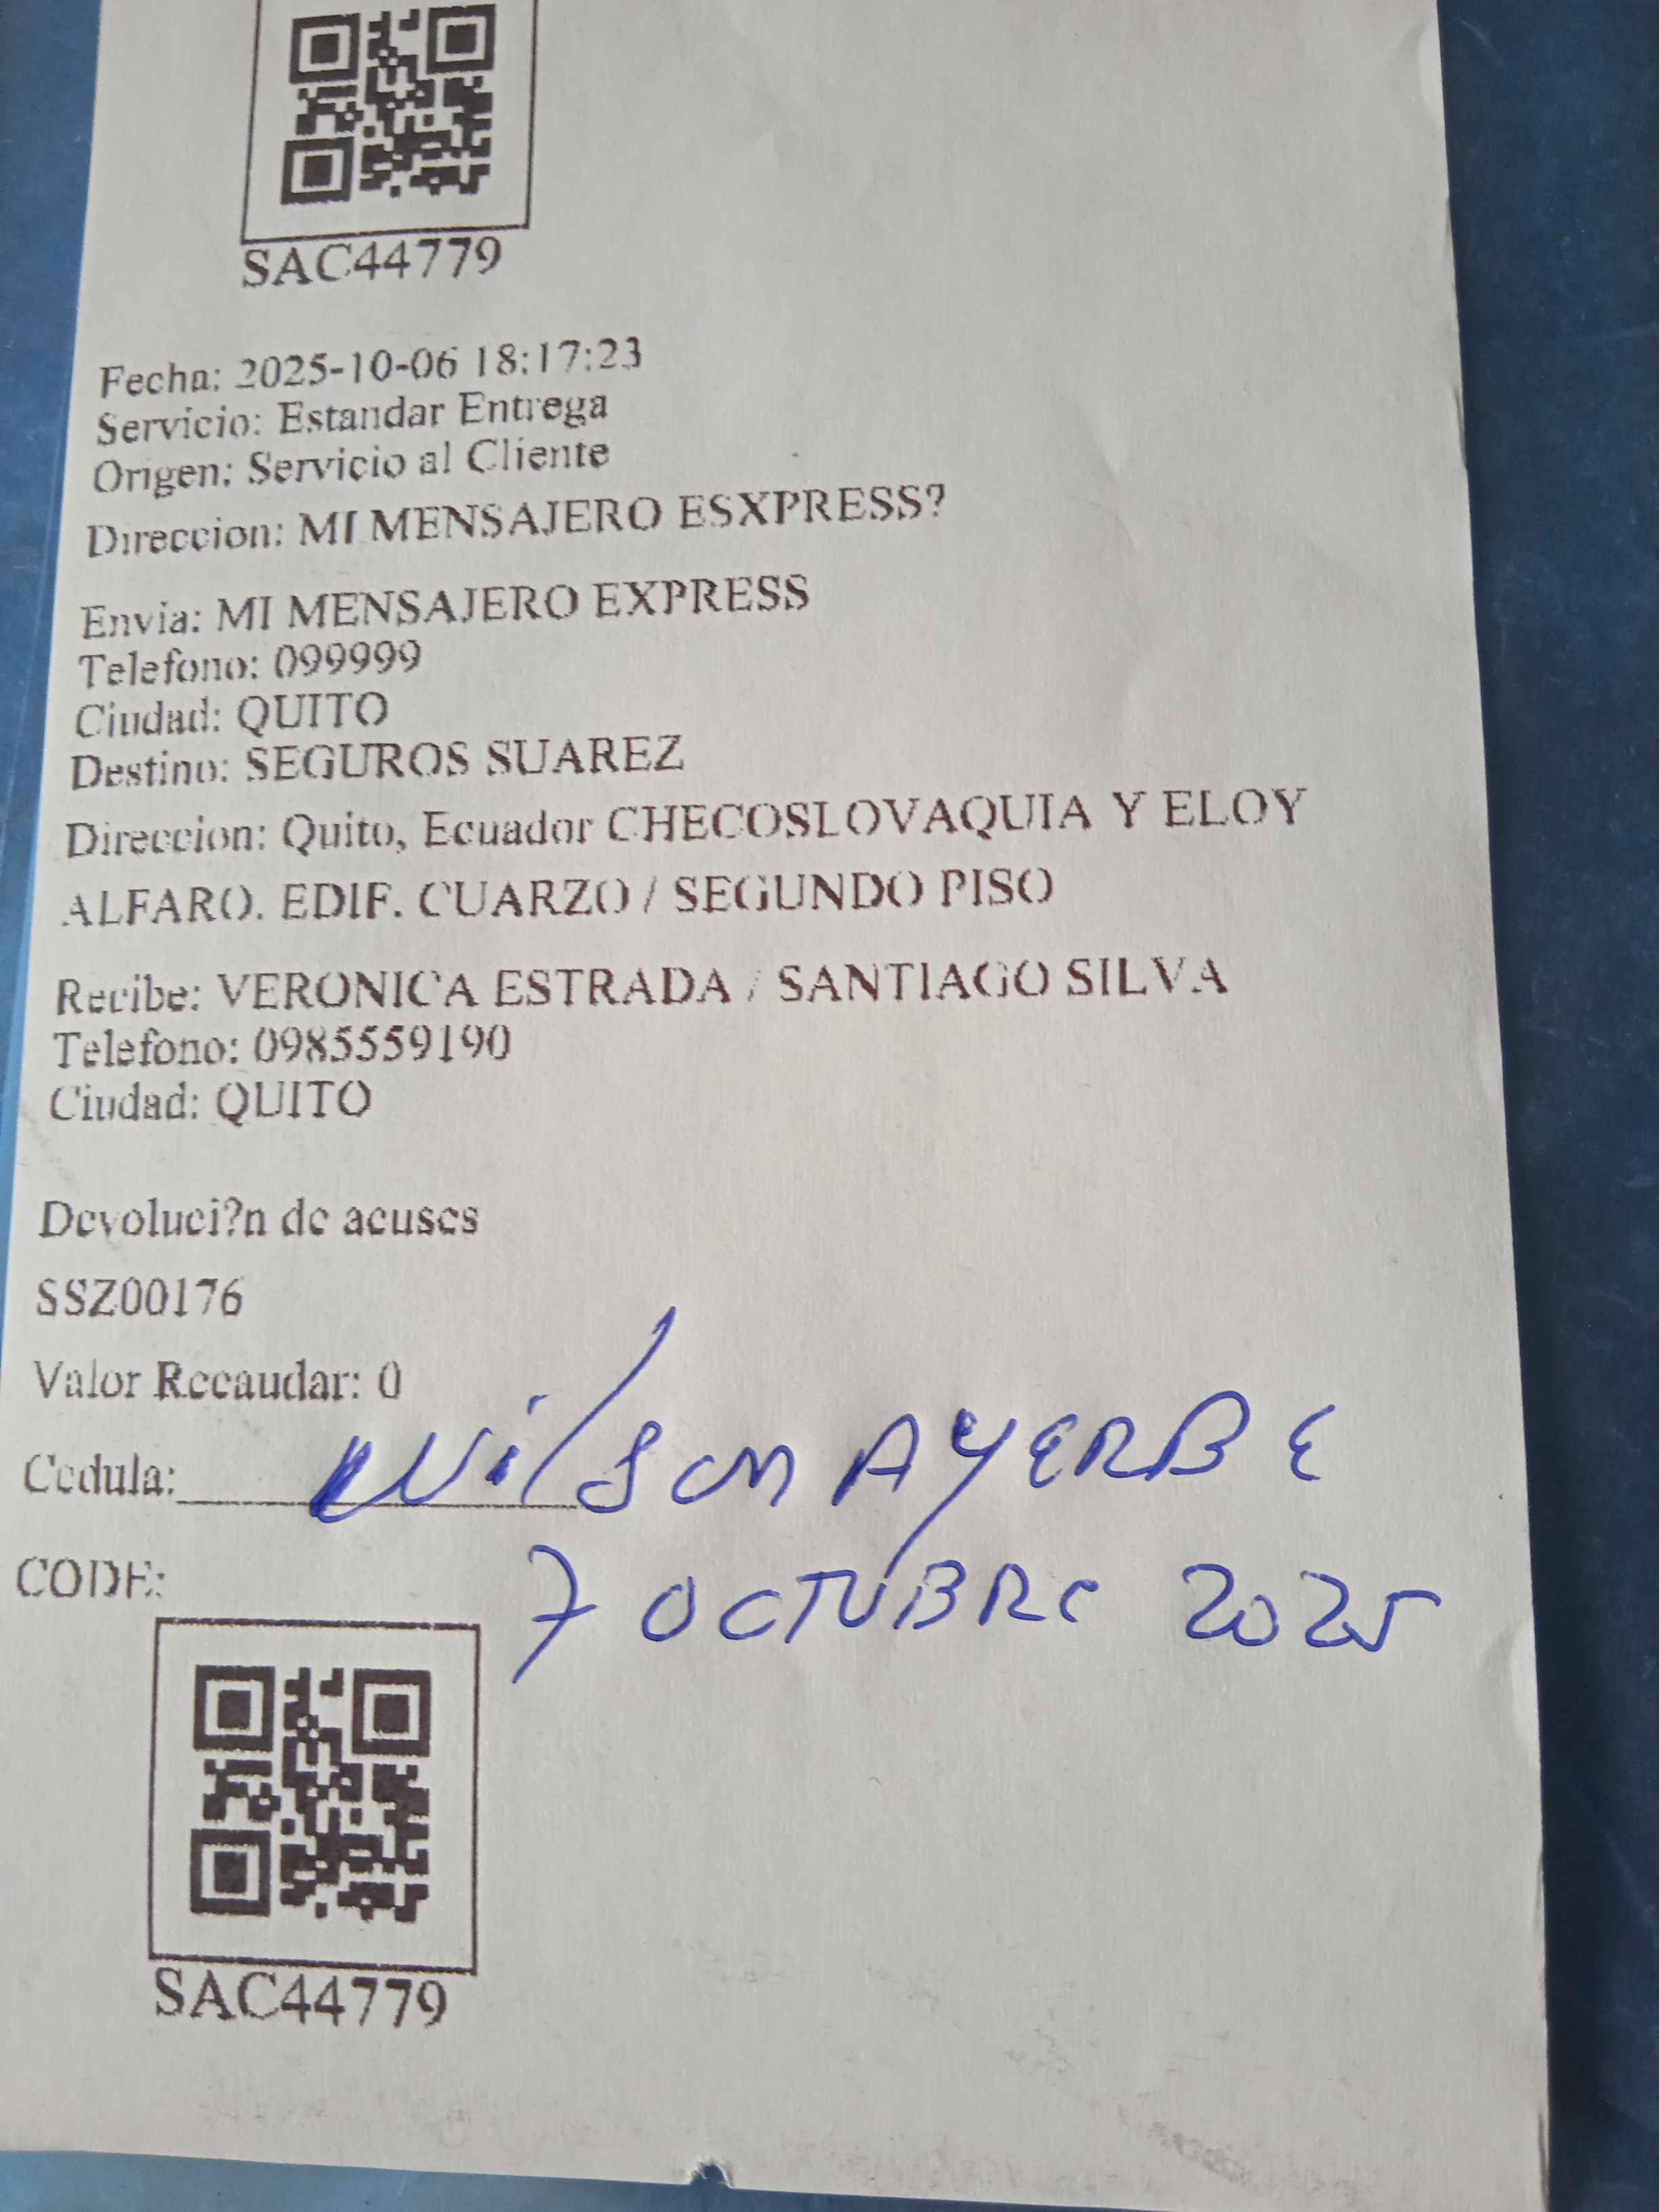 SAC44779
Fecha: 2025-10-06 18:17:23
Servicio: Estandar Entrega
Origen: Servicio al Cliente
Direccion: MI MENSAJERO ESXPRESS?
Envia: MI MENSAJERO EXPRESS
Telefono: 099999
Ciudad: QUITO
Destino: SEGUROS SUAREZ
Direccion: Quito, Ecuador CHECOSLOVAQUIA Y ELOY
ALFARO. EDIF. CUARZO / SEGUNDO PISO
Recibe: VERONICA ESTRADA / SANTIAGO SILVA
Telefono: 0985559190
Ciudad: QUITO
Devoluci?n de acuses
SSZ00176
Valor Recaudar: 0
Cedula: Wilson AYERBE
7 OCTUBRE 2025
CODE:
SAC44779